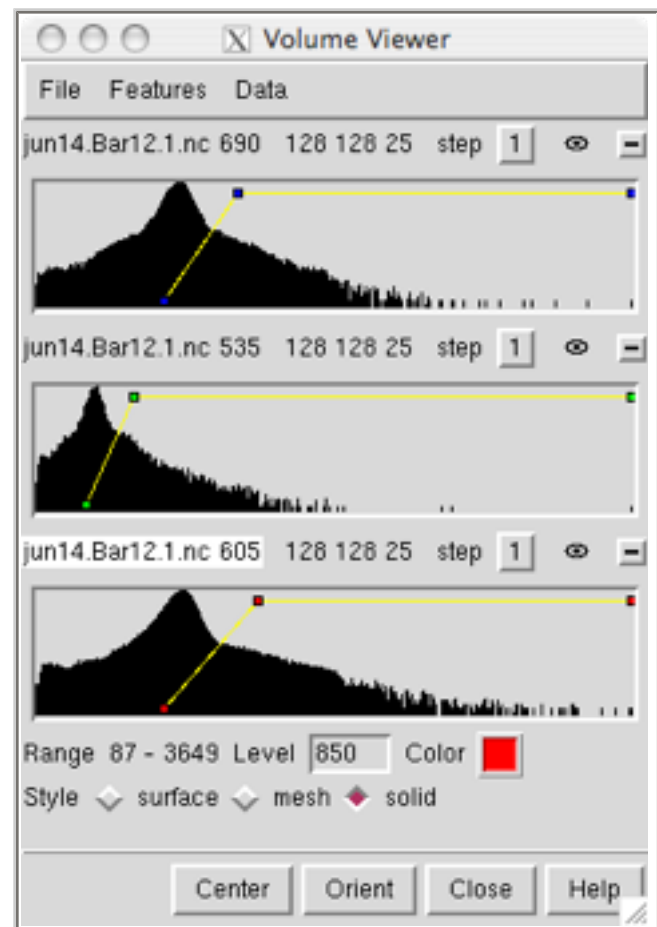 X Volume Viewer
File Features Data
jun14.Bar12.1.nc 690 128 128 25 step 1
jun14.Bar12.1.nc 535 128 128 25 step 1
jun14.Bar12.1.nc 605 128 128 25 step 1
Range 87 - 3649 Level 850 Color
Style surface mesh solid
Center Orient Close Help